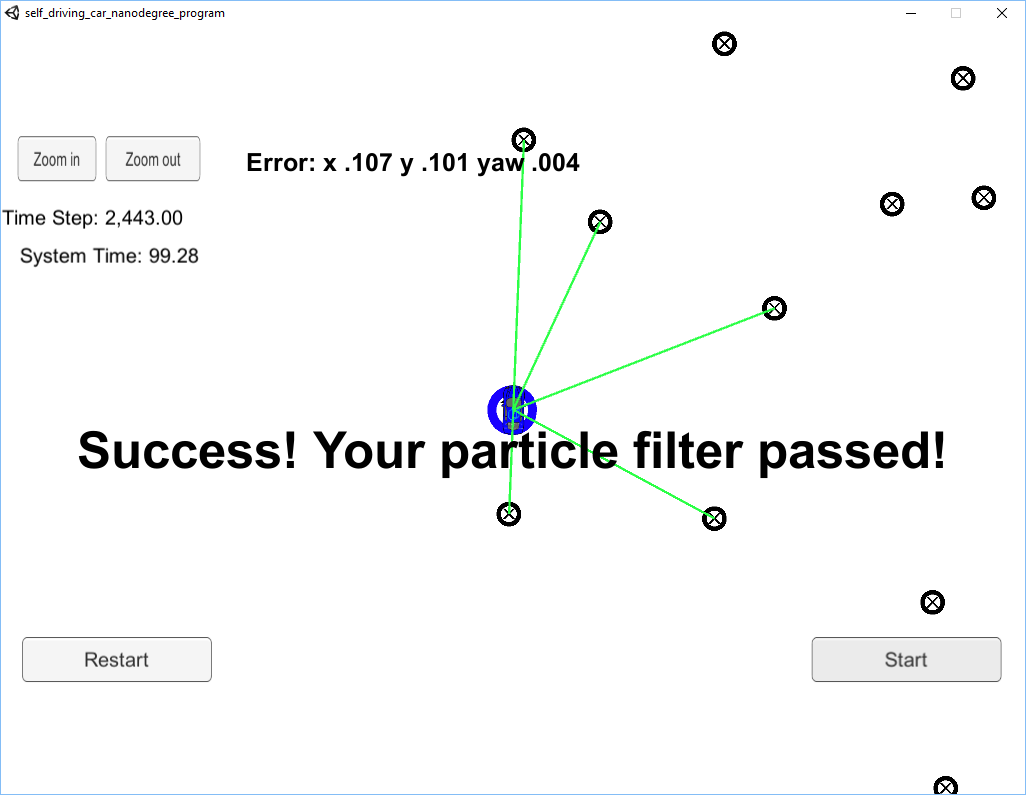 self_driving_car_nanodegree_program
Zoom in
Zoom out
Error: x .107 y .101 yaw .004
Time Step: 2,443.00
System Time: 99.28
Success! Your particle filter passed!
Restart
Start